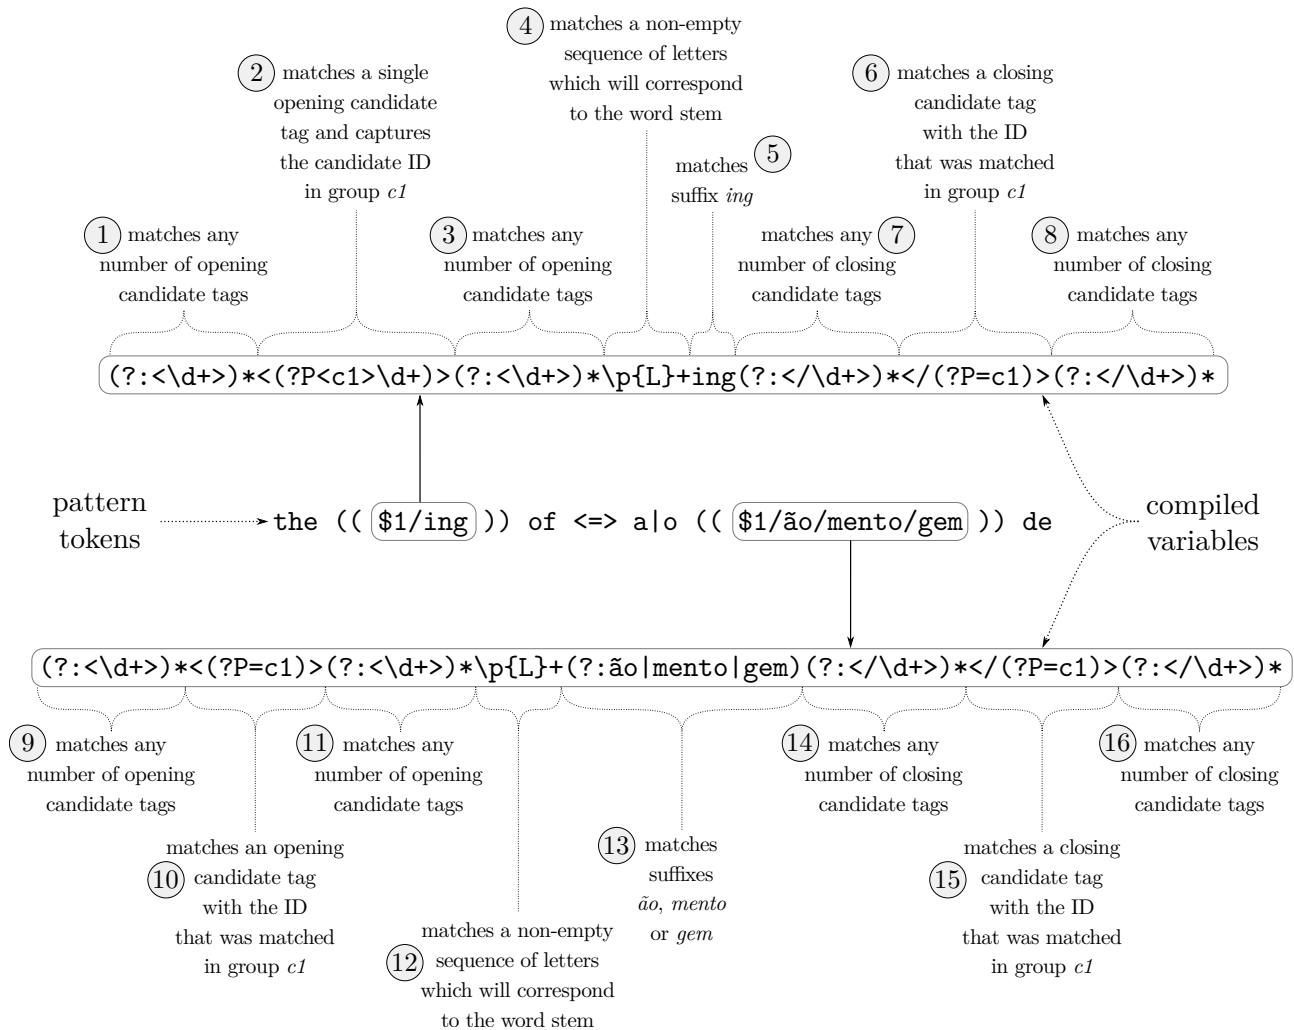 4 matches a non-empty
sequence of letters
which will correspond
to the word stem
2 matches a single
opening candidate
tag and captures
the candidate ID
in group c1
6 matches a closing
candidate tag
with the ID
that was matched
in group c1
matches 5
suffix ing
1 matches any
number of opening
candidate tags
3 matches any
number of opening
candidate tags
matches any 7
number of closing
candidate tags
8 matches any
number of closing
candidate tags
(?:<\d+>)*<(?P<c1>\d+)>(?:<\d+>)*\p{L}+ing(?:</\d+>)*</(?P=c1)>(?:</\d+>)*
pattern
tokens
the (( $1/ing )) of <=> a|o (( $1/ão/mento/gem )) de
compiled
variables
(?:<\d+>)*<(?P=c1)>(?:<\d+>)*\p{L}+(?:ão|mento|gem)(?:</\d+>)*</(?P=c1)>(?:</\d+>)*
9 matches any
number of opening
candidate tags
11 matches any
number of opening
candidate tags
14 matches any
number of closing
candidate tags
16 matches any
number of closing
candidate tags
matches an opening
10 candidate tag
with the ID
that was matched
in group c1
13 matches
suffixes
ão, mento
or gem
matches a closing
15 candidate tag
with the ID
that was matched
in group c1
matches a non-empty
12 sequence of letters
which will correspond
to the word stem